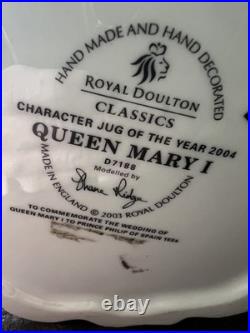 HAND MADE AND HAND DECORATED
ROYAL DOULTON
CLASSICS
CHARACTER JUG OF THE YEAR 2004
QUEEN MARY I
D7188
Modelled by
Shane Ridge
MADE IN ENGLAND © 2003 ROYAL DOULTON
TO COMMEMORATE THE WEDDING OF
QUEEN MARY I TO PRINCE PHILIP OF SPAIN 1554